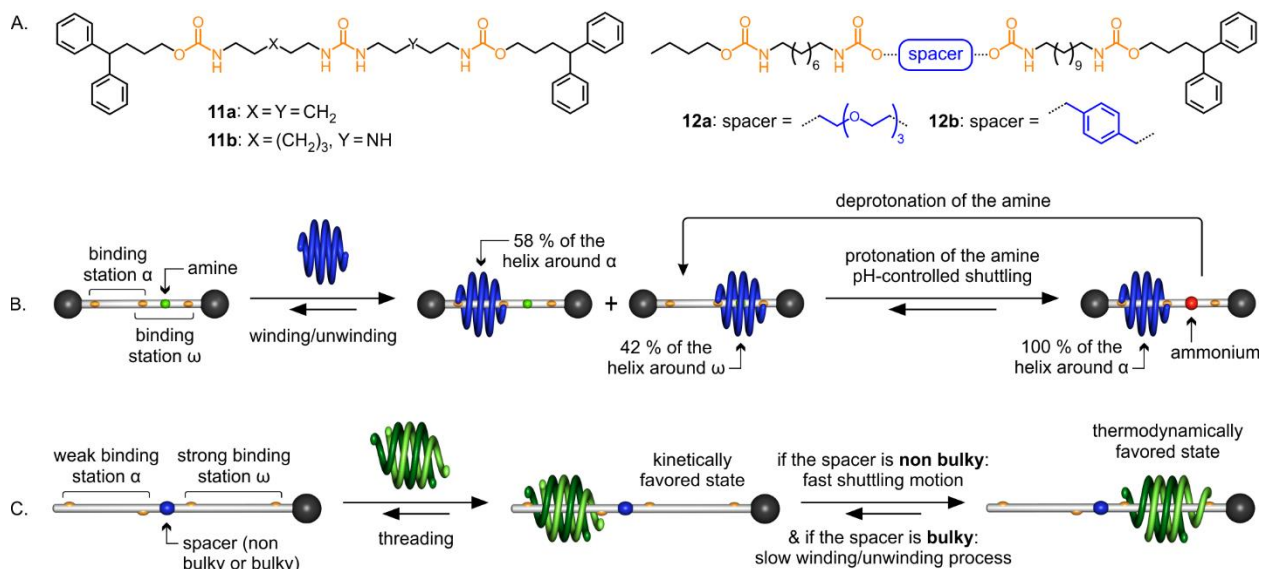 A.
O
O
N
H
X
N
H
O
N
H
Y
N
H
O
O
11a: X=Y=CH₂
11b: X=(CH₂)₃, Y=NH
O
O
N
H
6
N
H
O
O
spacer
O
O
N
H
9
N
H
O
O
12a: spacer =
O
3
12b: spacer =
B.
binding
station α
amine
binding
station ω
winding/unwinding
58 % of the
helix around α
+
42 % of the
helix around ω
deprotonation of the amine
protonation of the amine
pH-controlled shuttling
100 % of the
helix around α
ammonium
C.
weak binding
station α
strong binding
station ω
spacer (non
bulky or bulky)
threading
kinetically
favored state
if the spacer is non bulky:
fast shuttling motion
& if the spacer is bulky:
slow winding/unwinding process
thermodynamically
favored state